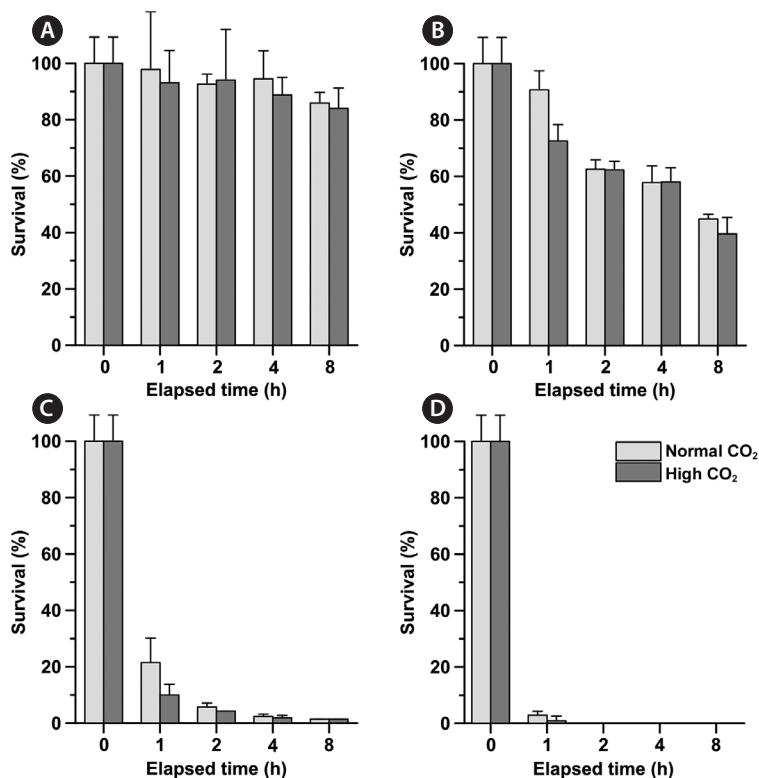 A
Survival (%)
100
80
60
40
20
0
0 1 2 4 8
Elapsed time (h)
B
Survival (%)
100
80
60
40
20
0
0 1 2 4 8
Elapsed time (h)
C
Survival (%)
100
80
60
40
20
0
0 1 2 4 8
Elapsed time (h)
D
Survival (%)
100
80
60
40
20
0
0 1 2 4 8
Elapsed time (h)
Normal CO₂
High CO₂